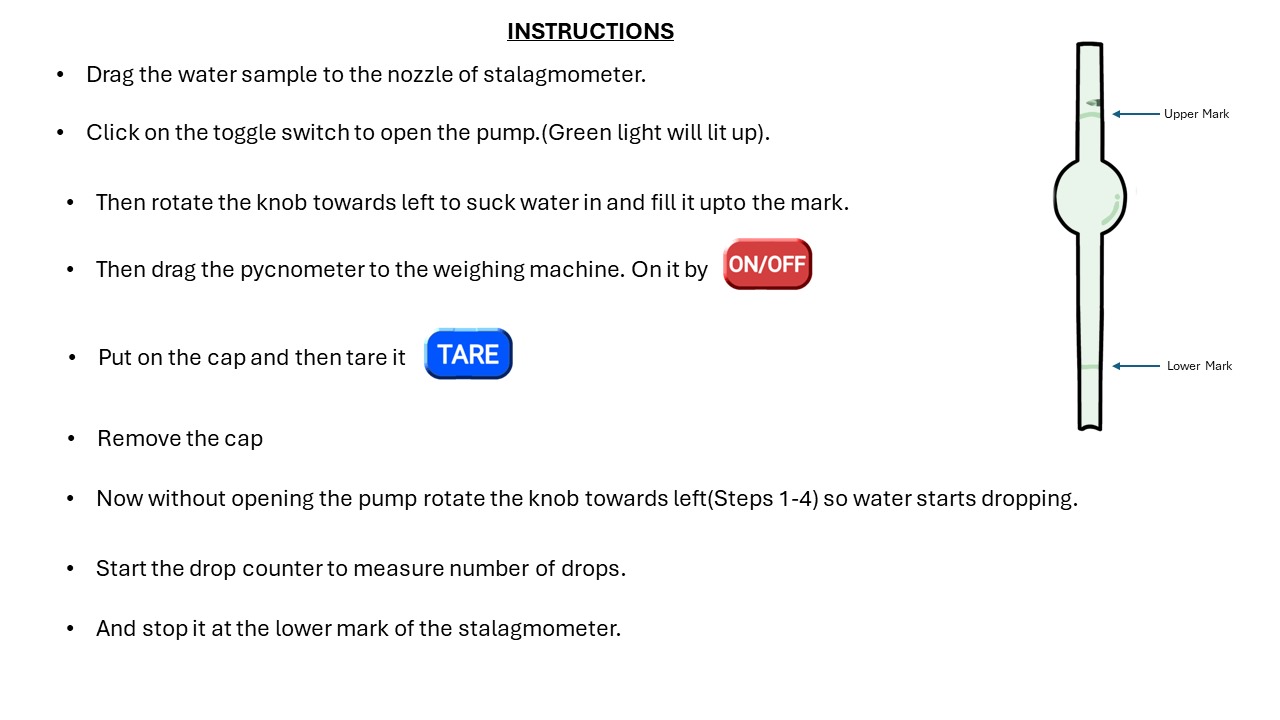 INSTRUCTIONS
• Drag the water sample to the nozzle of stalagmometer.
Upper Mark
• Click on the toggle switch to open the pump.(Green light will lit up).
• Then rotate the knob towards left to suck water in and fill it upto the mark.
• Then drag the pycnometer to the weighing machine. On it by ON/OFF
• Put on the cap and then tare it TARE
Lower Mark
• Remove the cap
• Now without opening the pump rotate the knob towards left(Steps 1-4) so water starts dropping.
• Start the drop counter to measure number of drops.
• And stop it at the lower mark of the stalagmometer.